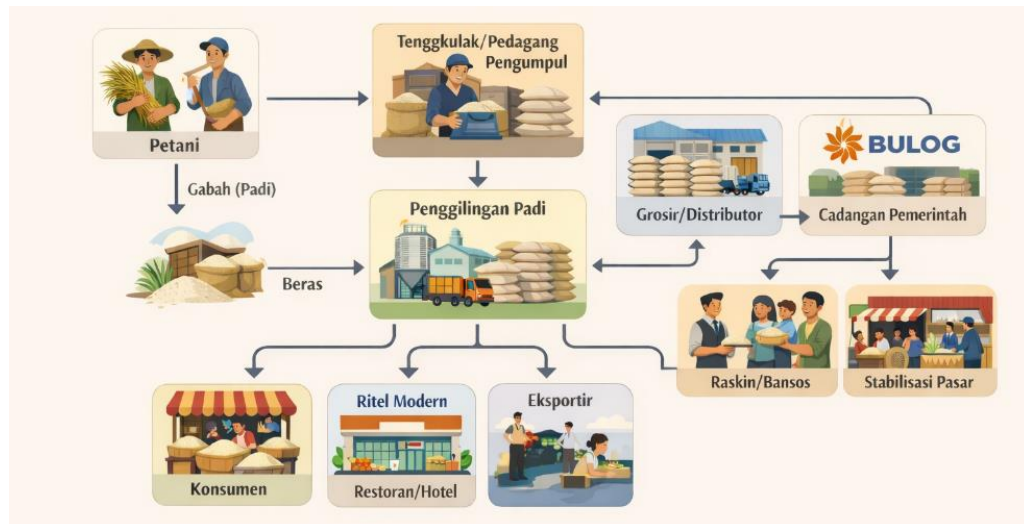 Petani
Tenggkulak/Pedagang
Pengumpul
Gabah (Padi)
Beras
Penggilingan Padi
Grosir/Distributor
BULOG
Cadangan Pemerintah
Raskin/Bansos
Stabilisasi Pasar
Konsumen
Ritel Modern
Restoran/Hotel
Eksportir